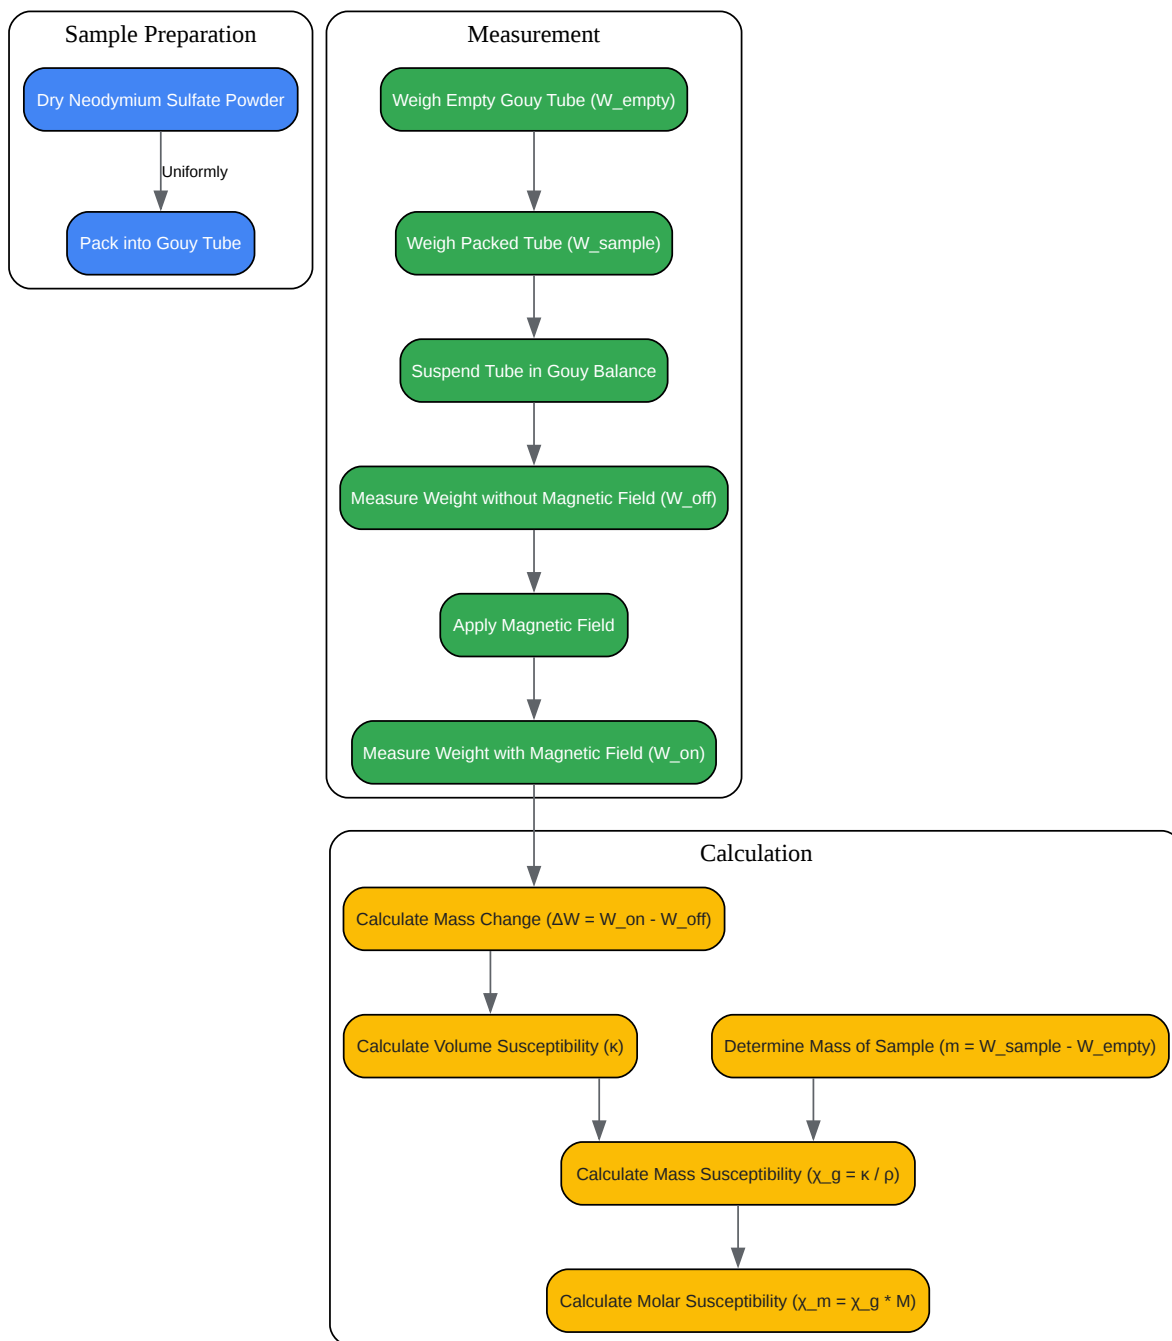 Sample Preparation
Dry Neodymium Sulfate Powder
Uniformly
Pack into Gouy Tube
Measurement
Weigh Empty Gouy Tube (W_empty)
Weigh Packed Tube (W_sample)
Suspend Tube in Gouy Balance
Measure Weight without Magnetic Field (W_off)
Apply Magnetic Field
Measure Weight with Magnetic Field (W_on)
Calculation
Calculate Mass Change (ΔW = W_on - W_off)
Calculate Volume Susceptibility (κ)
Determine Mass of Sample (m = W_sample - W_empty)
Calculate Mass Susceptibility (χ_g = κ / ρ)
Calculate Molar Susceptibility (χ_m = χ_g * M)